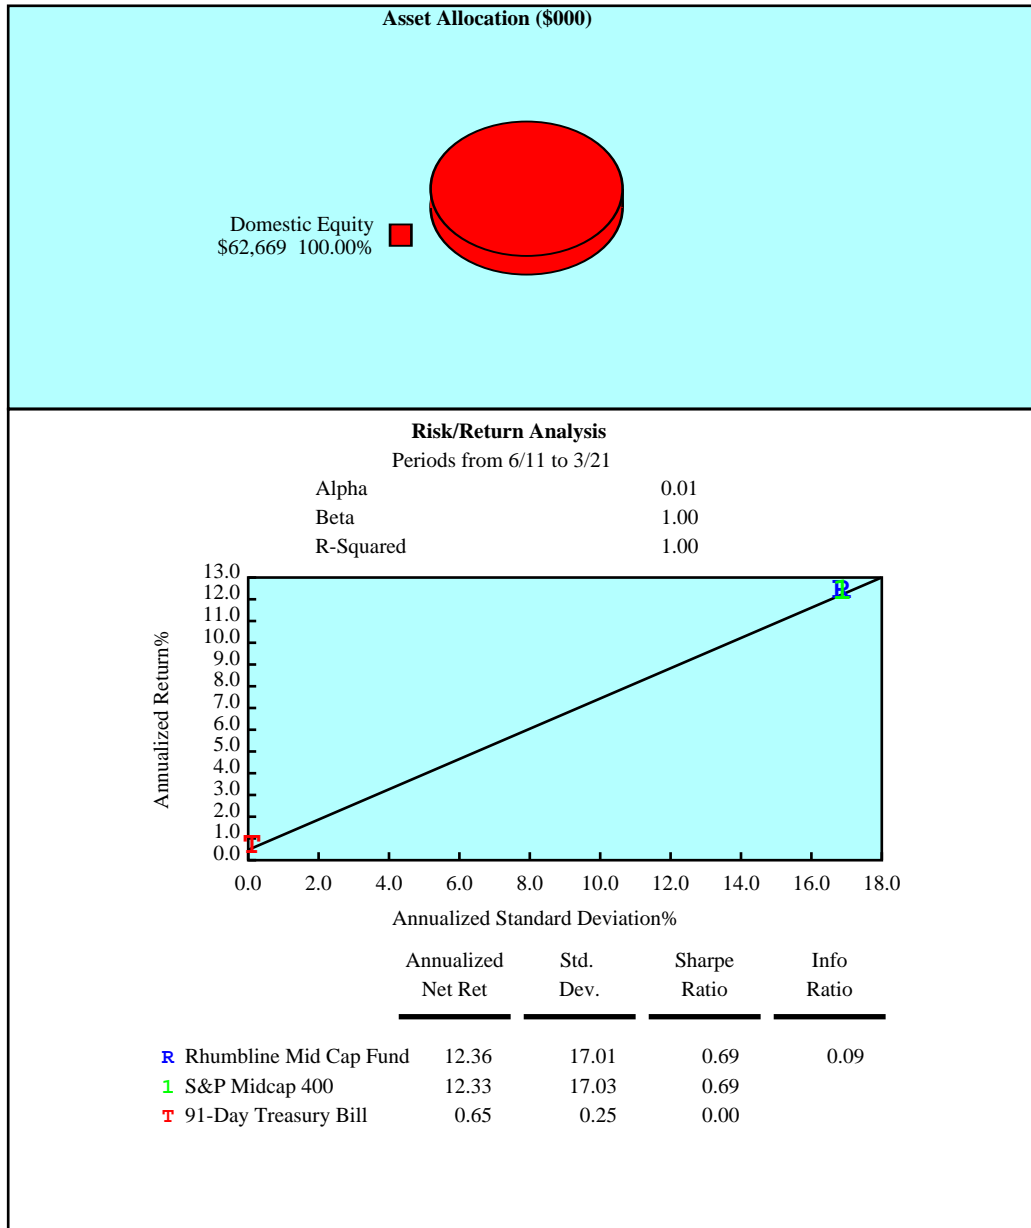 Asset Allocation ($000)
Domestic Equity
$62,669 100.00%
Risk/Return Analysis
Periods from 6/11 to 3/21
Alpha 0.01
Beta 1.00
R-Squared 1.00
13.0
12.0
11.0
10.0
9.0
8.0
7.0
6.0
5.0
4.0
3.0
2.0
1.0
0.0
Annualized Return%
R
1
T
0.0 2.0 4.0 6.0 8.0 10.0 12.0 14.0 16.0 18.0
Annualized Standard Deviation%
Annualized Std. Sharpe Info
Net Ret Dev. Ratio Ratio
R Rhumbline Mid Cap Fund 12.36 17.01 0.69 0.09
1 S&P Midcap 400 12.33 17.03 0.69
T 91-Day Treasury Bill 0.65 0.25 0.00